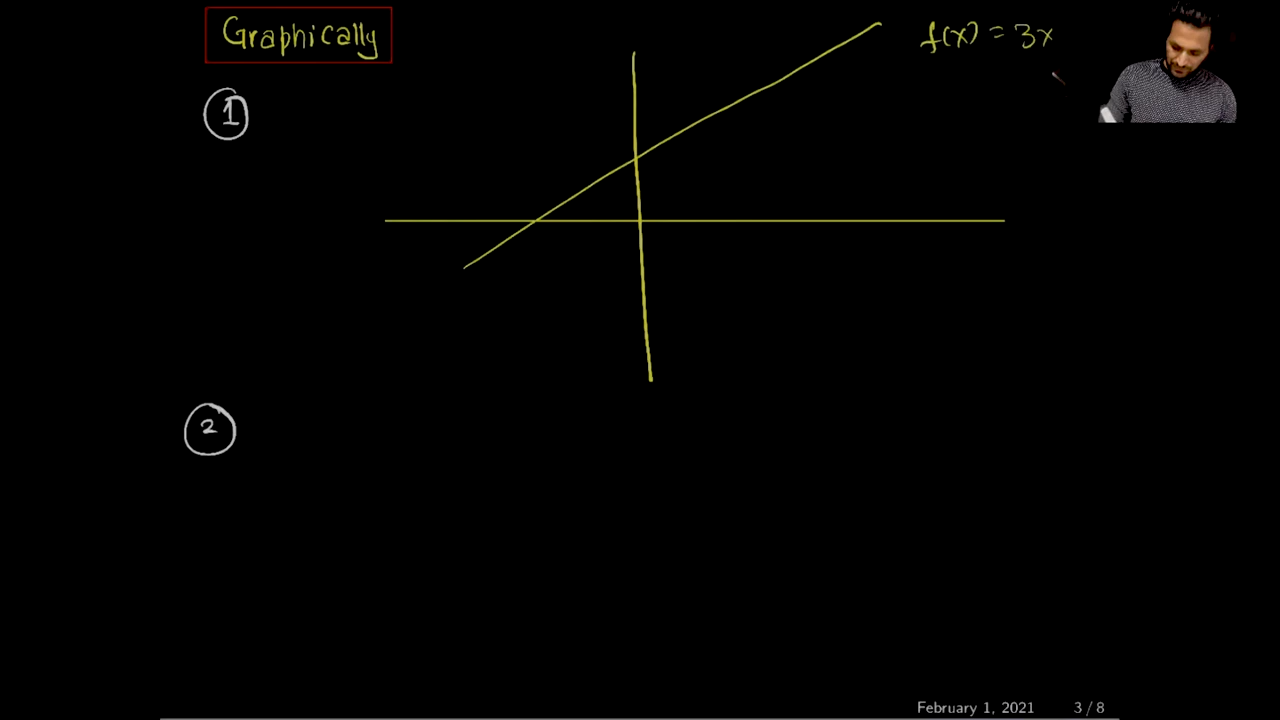 Graphically
f(x) = 3x
1
2
February 1, 2021 3 / 8